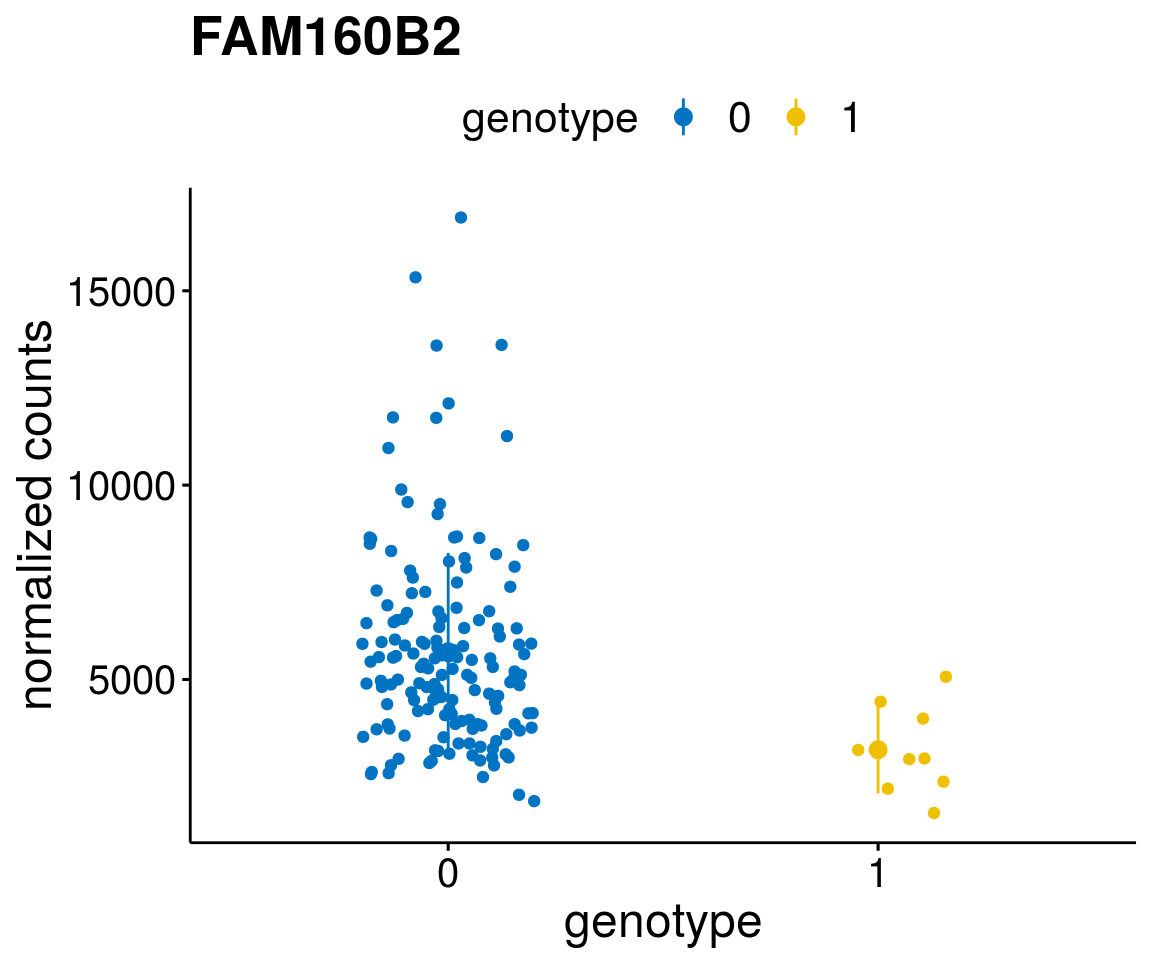 FAM160B2
genotype 0 1
15000
10000
5000
normalized counts
0 1
genotype